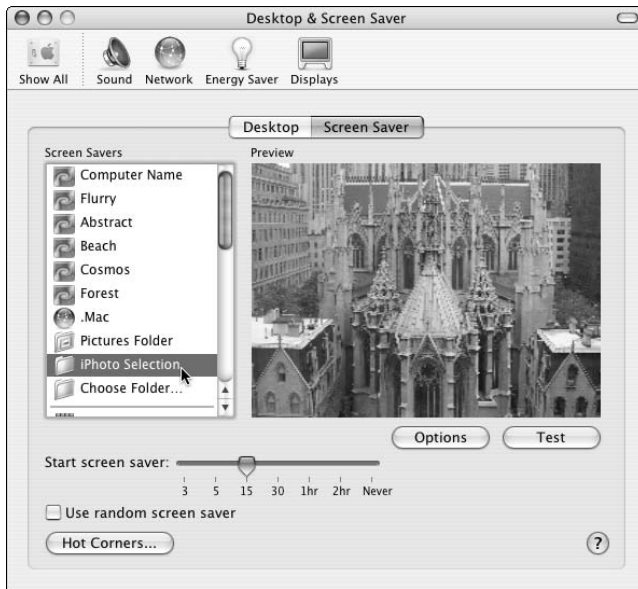 Desktop & Screen Saver
Show All Sound Network Energy Saver Displays
Desktop Screen Saver
Screen Savers Preview
Computer Name
Flurry
Abstract
Beach
Cosmos
Forest
.Mac
Pictures Folder
iPhoto Selection
Choose Folder...
Options Test
Start screen saver:
3 5 15 30 1hr 2hr Never
Use random screen saver
Hot Corners... ?